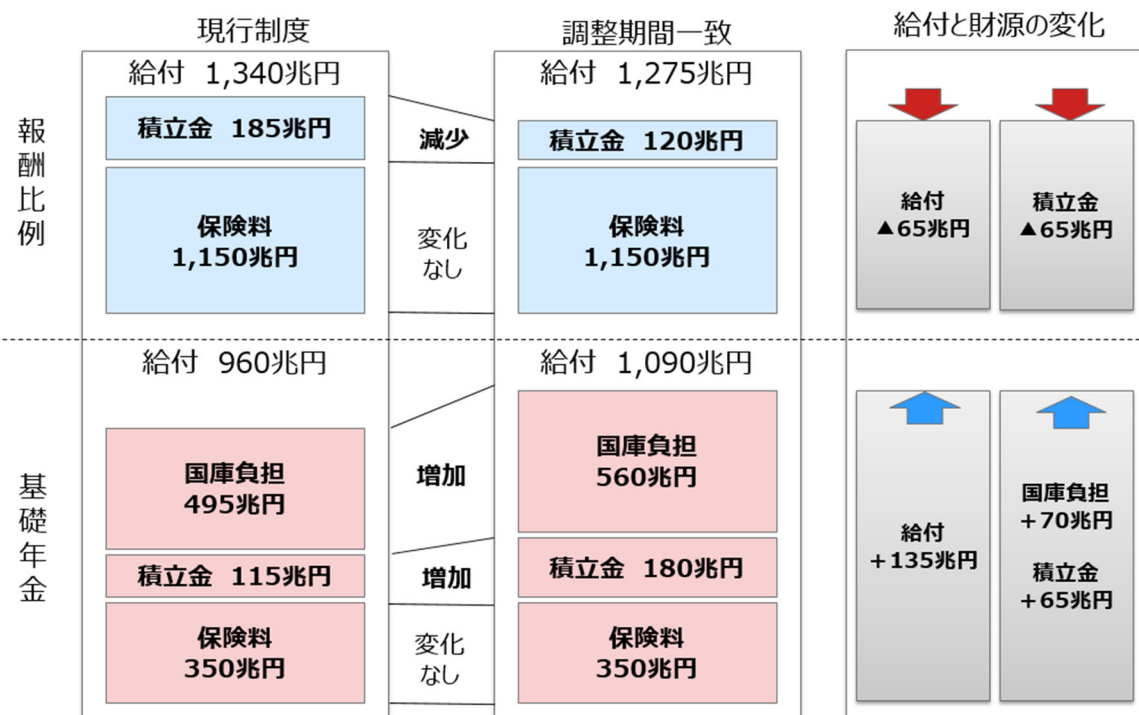 現行制度
調整期間一致
給付と財源の変化
報酬比例
給付 1,340兆円
積立金 185兆円
保険料
1,150兆円
減少
変化
なし
給付 1,275兆円
積立金 120兆円
保険料
1,150兆円
給付
▲65兆円
積立金
▲65兆円
基礎年金
給付 960兆円
国庫負担
495兆円
積立金 115兆円
保険料
350兆円
増加
増加
変化
なし
給付 1,090兆円
国庫負担
560兆円
積立金 180兆円
保険料
350兆円
給付
+135兆円
国庫負担
+70兆円
積立金
+65兆円